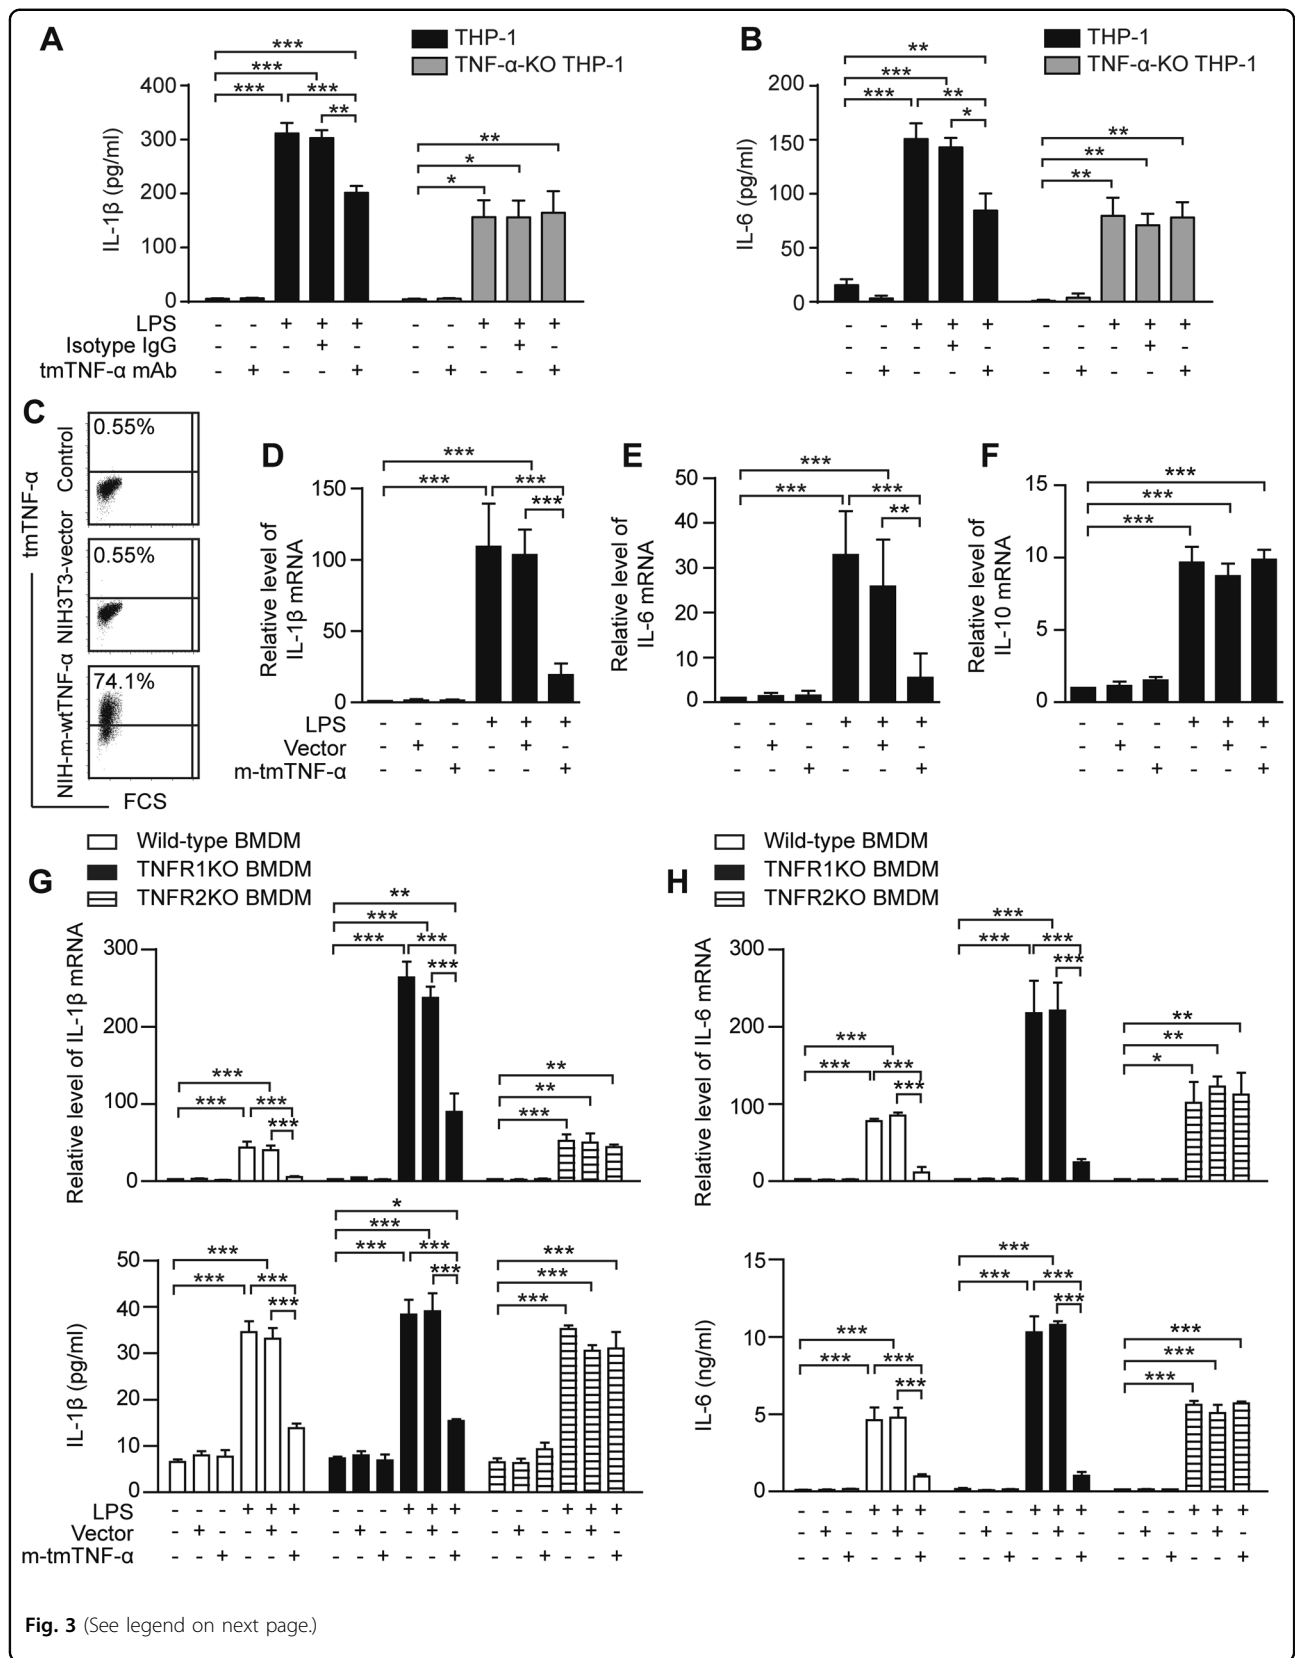 A
THP-1
TNF-α-KO THP-1
*** *** *** *** **
** * *
400
300
200
100
0
IL-1β (pg/ml)
LPS - - + + + - - + + +
Isotype IgG - - - + - - - - + -
tmTNF-α mAb - + - - + - + - - +
B
THP-1
TNF-α-KO THP-1
** *** *** ** *
** ** **
200
150
100
50
0
IL-6 (pg/ml)
- - + + + - - + + +
- - - + - - - - + -
- + - - + - + - - +
C
tmTNF-α
Control
0.55%
NIH3T3-vector
0.55%
NIH-m-wtTNF-α
74.1%
FCS
D
*** *** *** ***
150
100
50
0
Relative level of
IL-1β mRNA
LPS - - - + + +
Vector - + - - + -
m-tmTNF-α - - + - - +
E
*** *** *** **
50
40
30
20
10
0
Relative level of
IL-6 mRNA
- - - + + +
- + - - + -
- - + - - +
F
*** *** ***
15
10
5
0
Relative level of
IL-10 mRNA
- - - + + +
- + - - + -
- - + - - +
G
Wild-type BMDM
TNFR1KO BMDM
TNFR2KO BMDM
*** *** *** ***
** *** *** *** ***
** ** ***
300
200
100
0
Relative level of IL-1β mRNA
*** *** *** ***
* *** *** *** ***
*** *** ***
50
40
30
20
10
0
IL-1β (pg/ml)
LPS - - - + + + - - - + + + - - - + + +
Vector - + - - + - - + - - + - - + - - + -
m-tmTNF-α - - + - - + - - + - - + - - + - - +
H
Wild-type BMDM
TNFR1KO BMDM
TNFR2KO BMDM
*** *** *** ***
*** *** *** ***
** ** *
300
200
100
0
Relative level of IL-6 mRNA
*** *** *** ***
*** *** *** ***
*** *** ***
15
10
5
0
IL-6 (ng/ml)
- - - + + + - - - + + + - - - + + +
- + - - + - - + - - + - - + - - + -
- - + - - + - - + - - + - - + - - +
Fig. 3 (See legend on next page.)